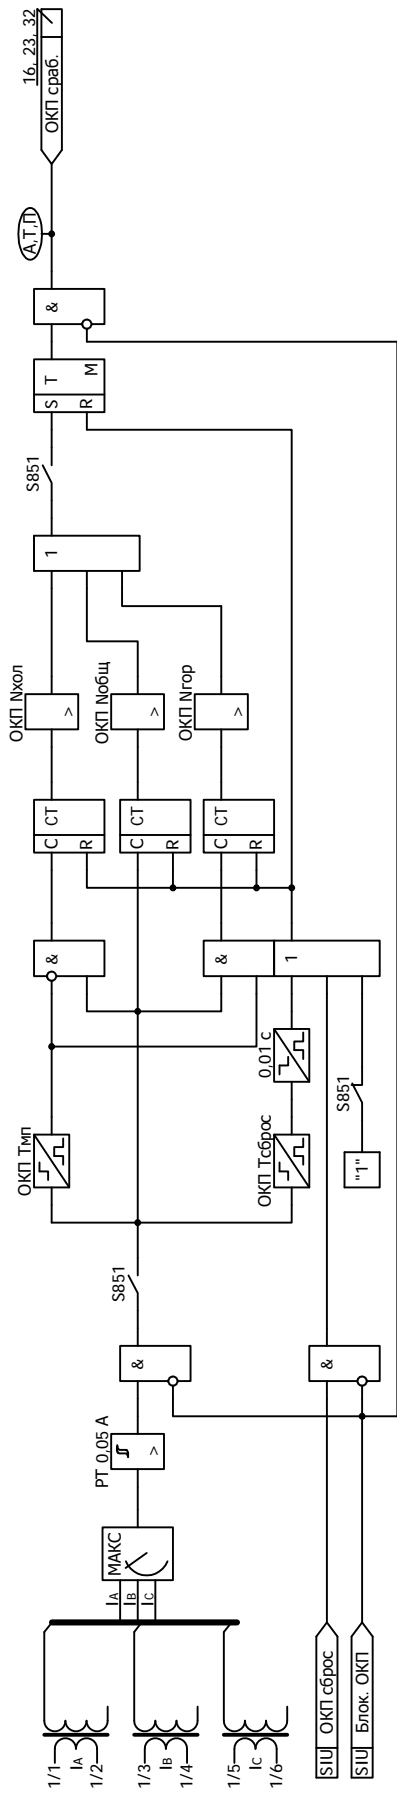 1/1
IA
1/2
1/3
IB
1/4
1/5
IC
1/6
SIU ОКП сброс
SIU Блок. ОКП
IA
IB
IC
МАКС
РТ 0,05 А
>
&
&
S851
ОКП Тмп
ОКП Тсброс
0,01 с
"1"
S851
&
&
1
C CT
R
C CT
R
C CT
R
ОКП Nхол
>
ОКП Nобщ
>
ОКП Nгор
>
1
S851
S T
R M
&
А,Т,П
ОКП сраб.
16, 23, 32